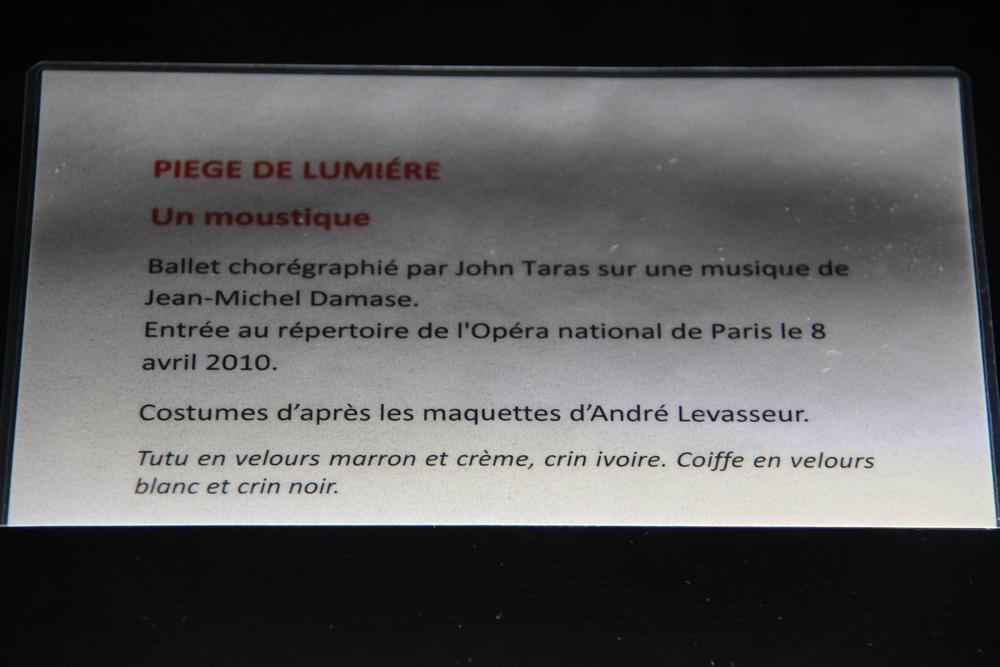 PIEGE DE LUMIÉRE
Un moustique
Ballet chorégraphié par John Taras sur une musique de
Jean-Michel Damase.
Entrée au répertoire de l'Opéra national de Paris le 8
avril 2010.
Costumes d’après les maquettes d’André Levasseur.
Tutu en velours marron et crème, crin ivoire. Coiffe en velours
blanc et crin noir.